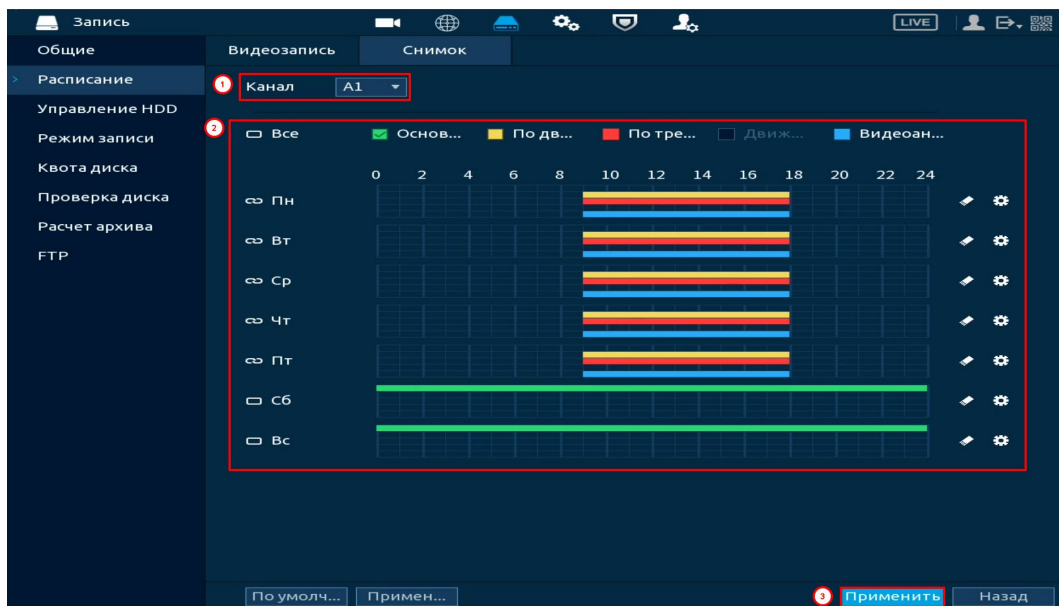 Запись
LIVE
Общие
Расписание
Управление HDD
Режим записи
Квота диска
Проверка диска
Расчет архива
FTP
Видеозапись Снимок
1 Канал A1
2 Все Основ... По дв... По тре... Движ... Видеоан...
0 2 4 6 8 10 12 14 16 18 20 22 24
Пн
Вт
Ср
Чт
Пт
Сб
Вс
По умолч... Примен... 3 Применить Назад